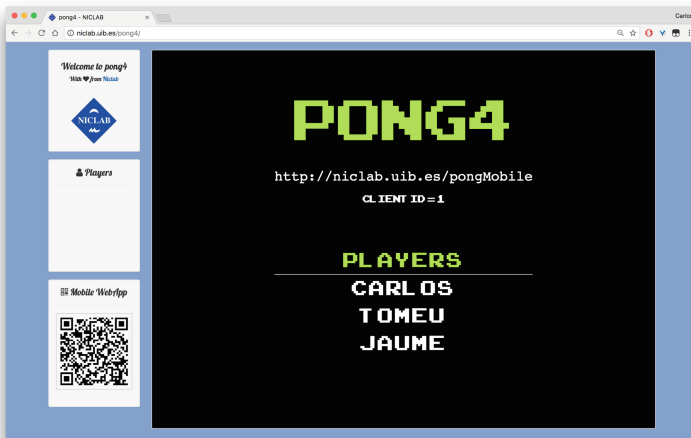 pong4 - NICLAB
Carlos
niclab.uib.es/pong4/
Welcome to pong4
With ❤ from Niclab
NICLAB
Players
Mobile WebApp
PONG4
http://niclab.uib.es/pongMobile
CLIENT ID=1
PLAYERS
CARLOS
TOMEU
JAUME